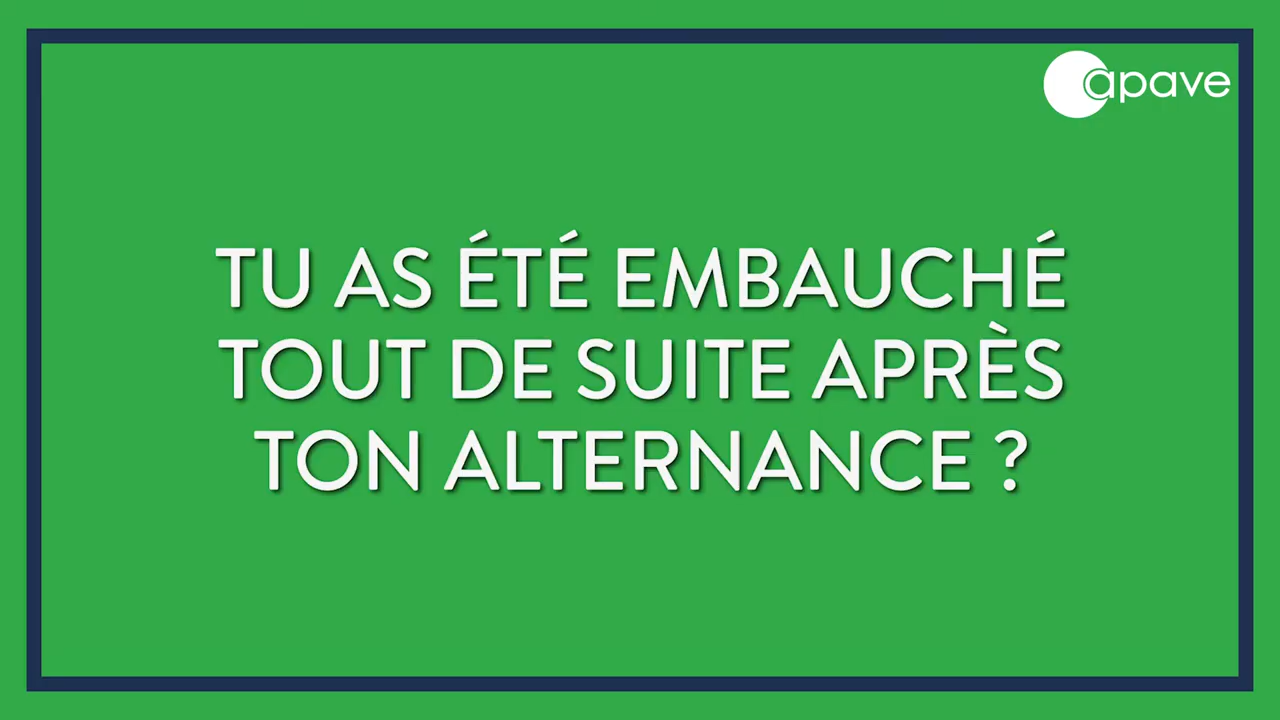 apave
TU AS ÉTÉ EMBAUCHÉ
TOUT DE SUITE APRÈS
TON ALTERNANCE ?